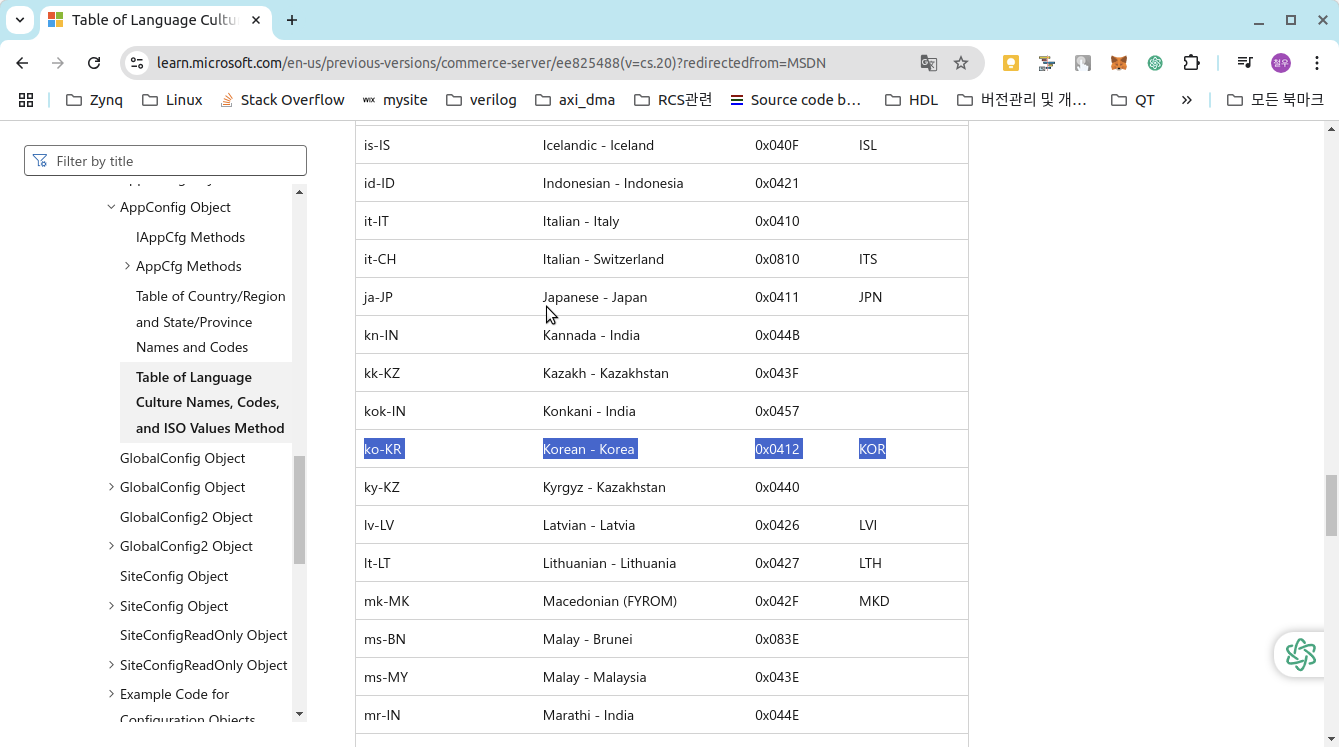 Table of Language Cultu
learn.microsoft.com/en-us/previous-versions/commerce-server/ee825488(v=cs.20)?redirectedfrom=MSDN
철우
Zynq
Linux
Stack Overflow
wix mysite
verilog
axi_dma
RCS관련
Source code b…
HDL
버전관리 및 개…
QT
모든 북마크
Filter by title
AppConfig Object
IAppCfg Methods
AppCfg Methods
Table of Country/Region
and State/Province
Names and Codes
Table of Language
Culture Names, Codes,
and ISO Values Method
GlobalConfig Object
GlobalConfig Object
GlobalConfig2 Object
GlobalConfig2 Object
SiteConfig Object
SiteConfig Object
SiteConfigReadOnly Object
SiteConfigReadOnly Object
Example Code for
Configuration Objects
is-IS Icelandic - Iceland 0x040F ISL
id-ID Indonesian - Indonesia 0x0421
it-IT Italian - Italy 0x0410
it-CH Italian - Switzerland 0x0810 ITS
ja-JP Japanese - Japan 0x0411 JPN
kn-IN Kannada - India 0x044B
kk-KZ Kazakh - Kazakhstan 0x043F
kok-IN Konkani - India 0x0457
ko-KR Korean - Korea 0x0412 KOR
ky-KZ Kyrgyz - Kazakhstan 0x0440
lv-LV Latvian - Latvia 0x0426 LVI
lt-LT Lithuanian - Lithuania 0x0427 LTH
mk-MK Macedonian (FYROM) 0x042F MKD
ms-BN Malay - Brunei 0x083E
ms-MY Malay - Malaysia 0x043E
mr-IN Marathi - India 0x044E